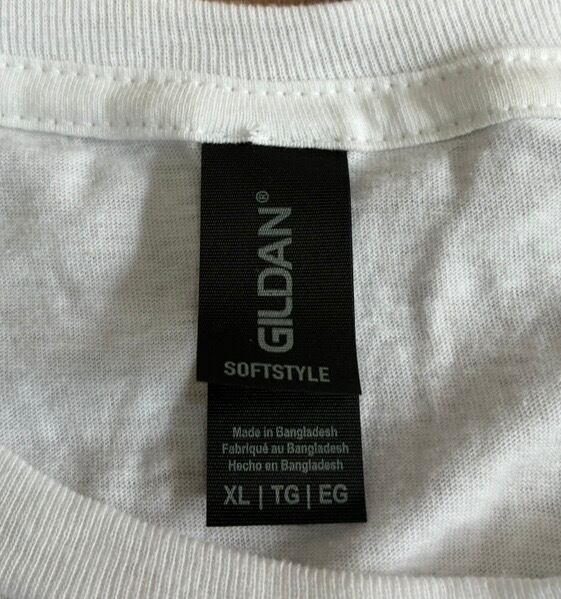 GILDAN®
SOFTSTYLE
Made in Bangladesh
Fabriqué au Bangladesh
Hecho en Bangladesh
XL | TG | EG